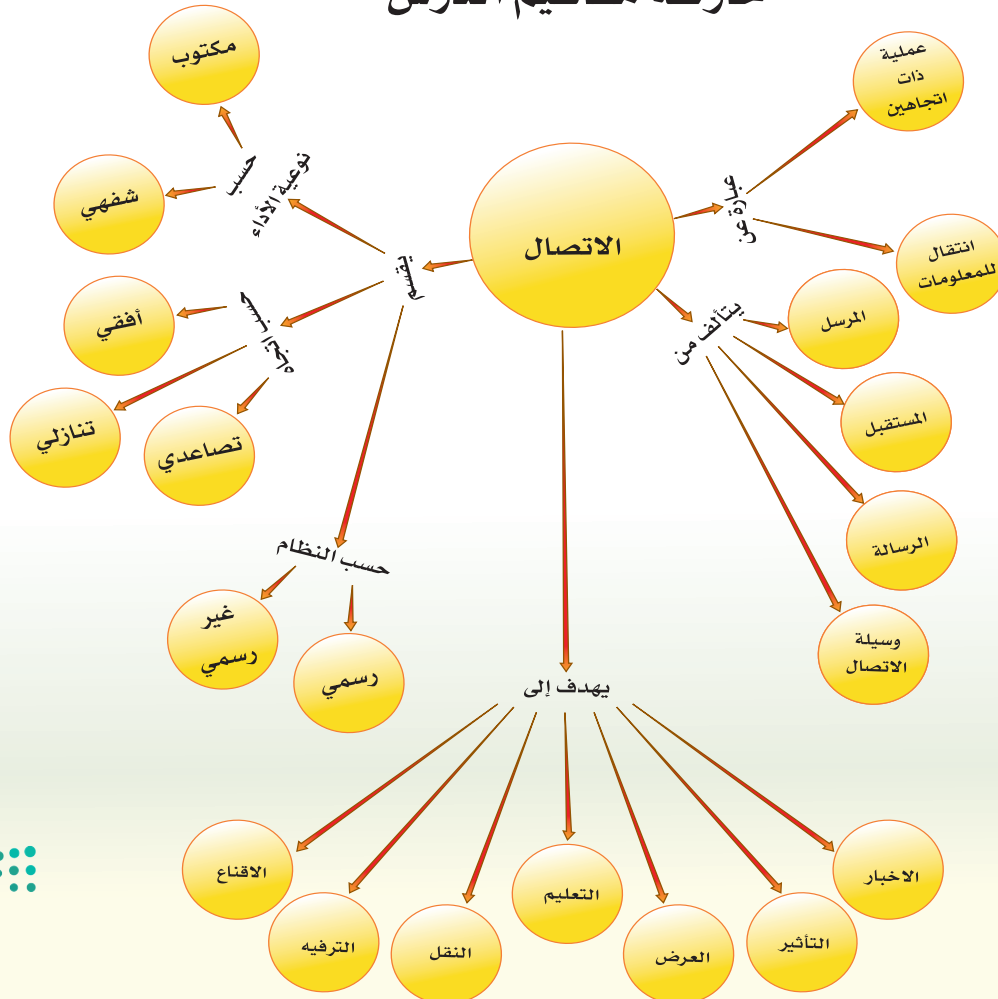 الاتصال
عبارة عن
عملية
ذات
اتجاهين
انتقال
للمعلومات
يتألف من
المرسل
المستقبل
الرسالة
وسيلة
الاتصال
يهدف إلى
الاخبار
التأثير
العرض
التعليم
النقل
الترفيه
الاقناع
يقسم
حسب
نوعية الأداء
مكتوب
شفهي
حسب اتجاه
أفقي
تنازلي
تصاعدي
حسب النظام
غير
رسمي
رسمي